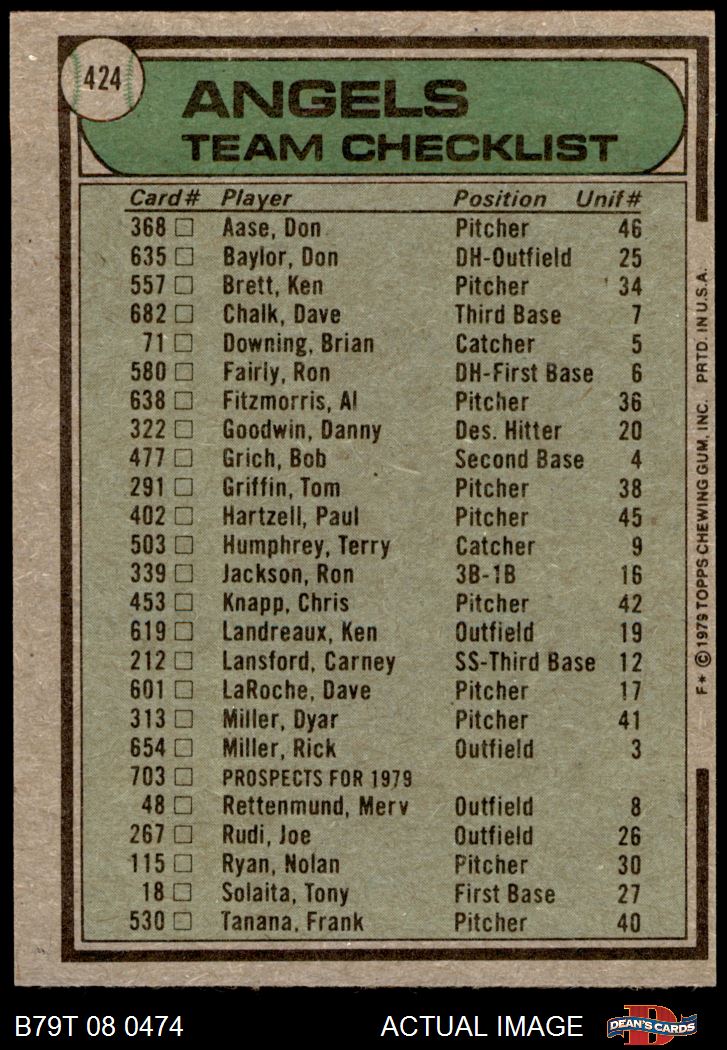 424
ANGELS
TEAM CHECKLIST
Card# Player Position Unif#
368 Aase, Don Pitcher 46
635 Baylor, Don DH-Outfield 25
557 Brett, Ken Pitcher 34
682 Chalk, Dave Third Base 7
71 Downing, Brian Catcher 5
580 Fairly, Ron DH-First Base 6
638 Fitzmorris, Al Pitcher 36
322 Goodwin, Danny Des. Hitter 20
477 Grich, Bob Second Base 4
291 Griffin, Tom Pitcher 38
402 Hartzell, Paul Pitcher 45
503 Humphrey, Terry Catcher 9
339 Jackson, Ron 3B-1B 16
453 Knapp, Chris Pitcher 42
619 Landreaux, Ken Outfield 19
212 Lansford, Carney SS-Third Base 12
601 LaRoche, Dave Pitcher 17
313 Miller, Dyar Pitcher 41
654 Miller, Rick Outfield 3
703 PROSPECTS FOR 1979
48 Rettenmund, Merv Outfield 8
267 Rudi, Joe Outfield 26
115 Ryan, Nolan Pitcher 30
18 Solaita, Tony First Base 27
530 Tanana, Frank Pitcher 40
F* © 1979 TOPPS CHEWING GUM, INC. PRTD. IN U.S.A.
B79T 08 0474 ACTUAL IMAGE
D
DEAN'S CARDS